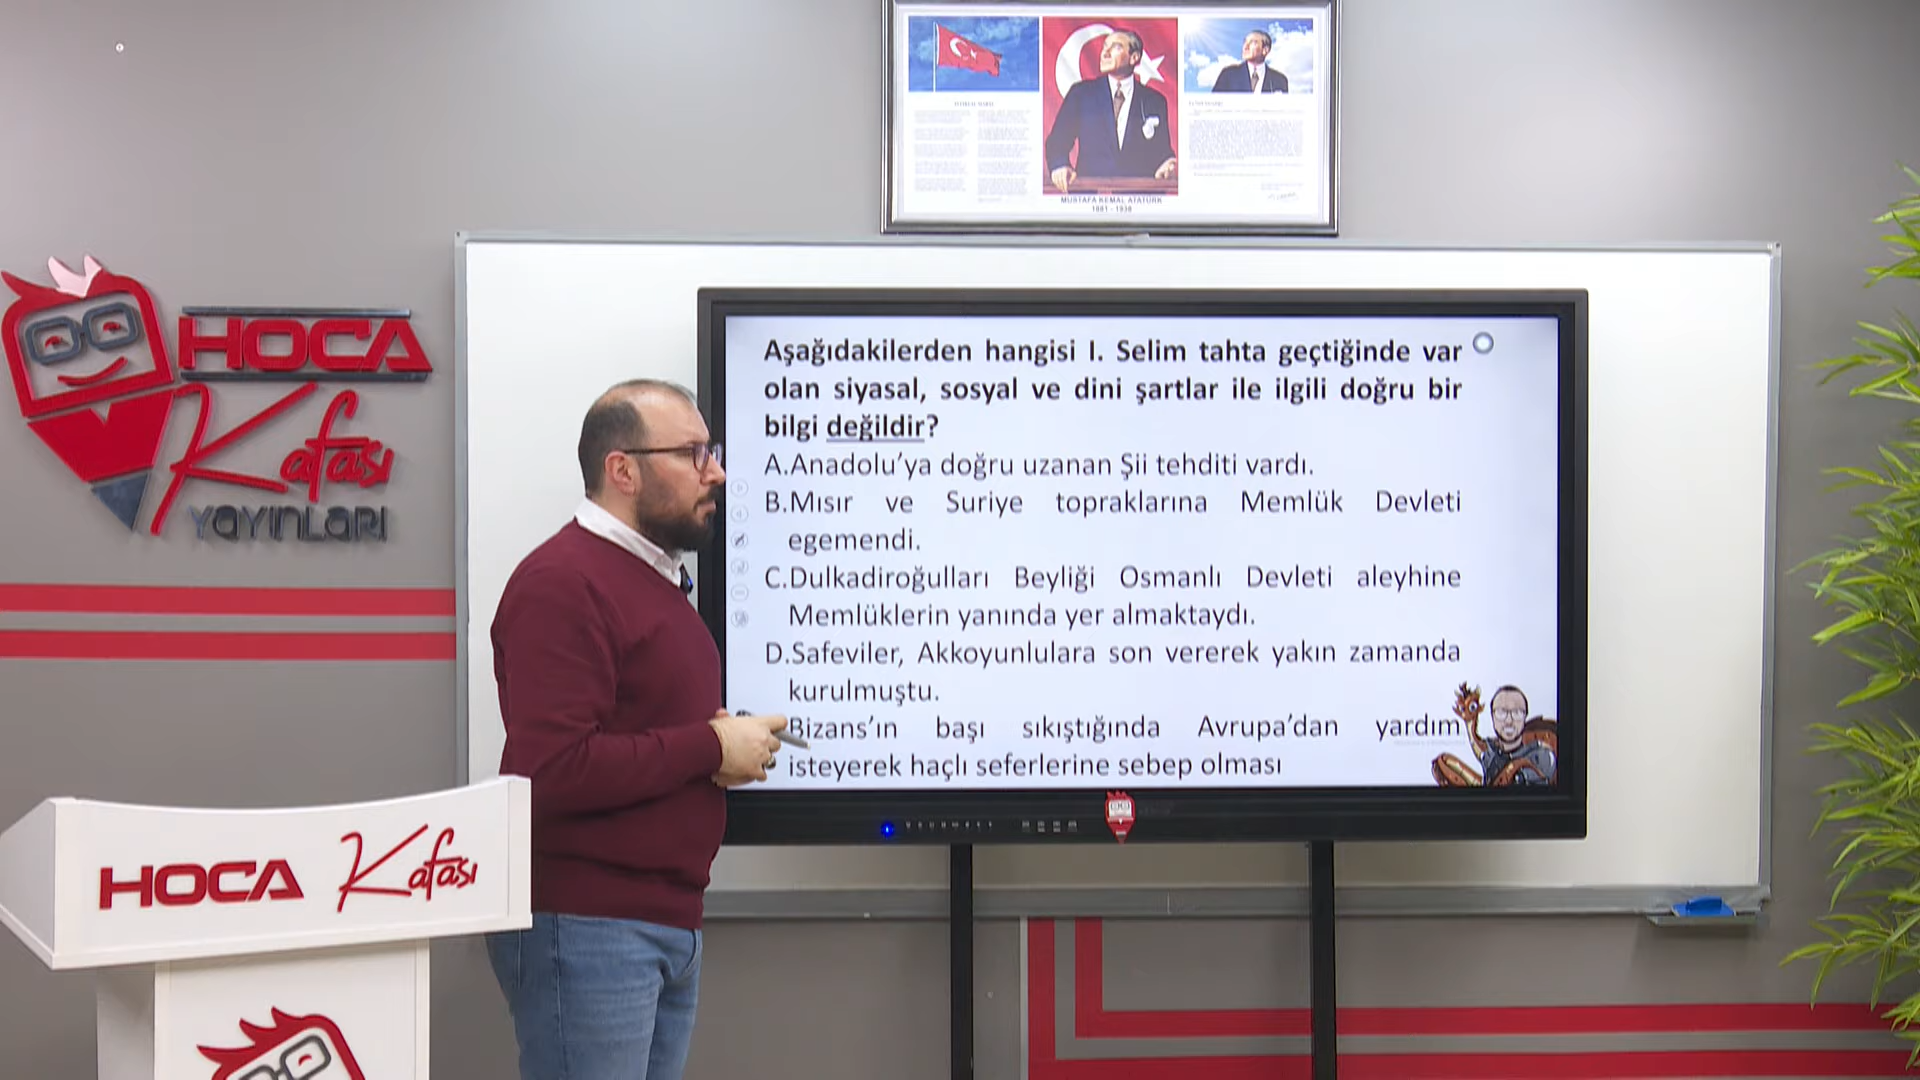 MUSTAFA KEMAL ATATÜRK
1881 - 1938
HOCA
Kafası
YAYINLARI
Aşağıdakilerden hangisi I. Selim tahta geçtiğinde var
olan siyasal, sosyal ve dini şartlar ile ilgili doğru bir
bilgi değildir?
A.Anadolu’ya doğru uzanan Şii tehditi vardı.
B.Mısır ve Suriye topraklarına Memlük Devleti
egemendi.
C.Dulkadiroğulları Beyliği Osmanlı Devleti aleyhine
Memlüklerin yanında yer almaktaydı.
D.Safeviler, Akkoyunlulara son vererek yakın zamanda
kurulmuştu.
Bizans’ın başı sıkıştığında Avrupa’dan yardım
isteyerek haçlı seferlerine sebep olması
HOCA Kafası